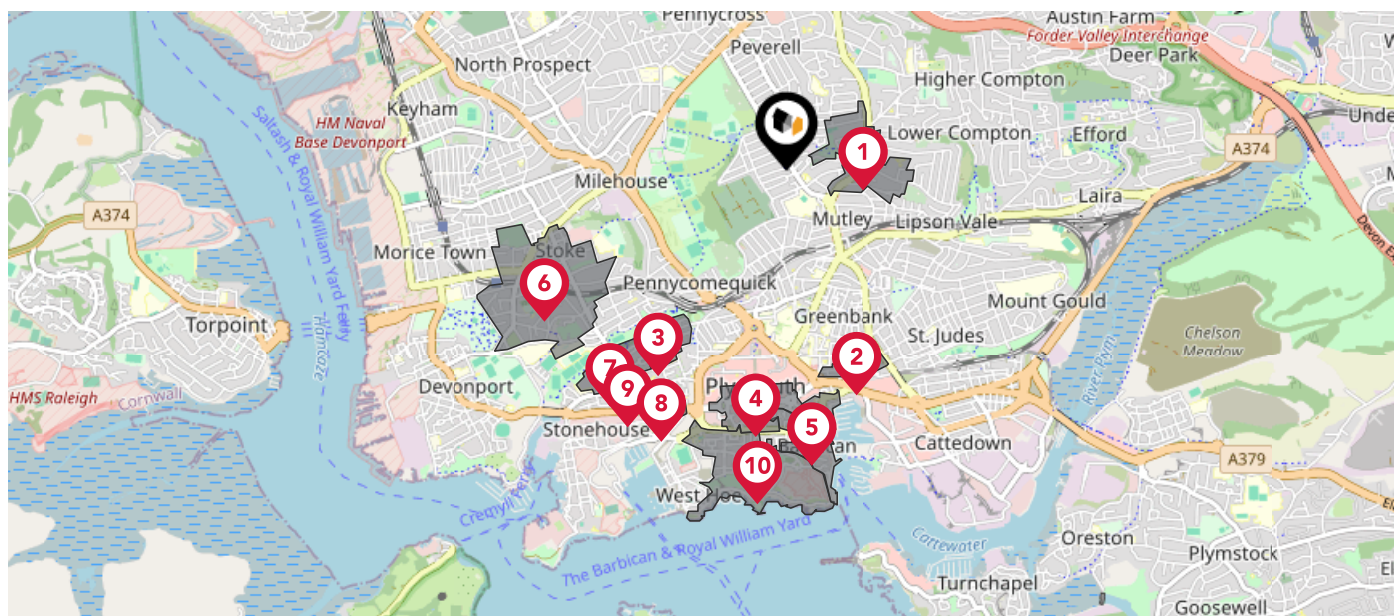 Pennycross
Austin Farm
Forder Valley Interchange
Peverell
Deer Park
North Prospect
Higher Compton
Keyham
HM Naval
Base Devonport
Lower Compton
Efford
1
A374
Milehouse
Laira
Saltash & Royal William Yard Ferry
A374
Mutley
Lipson Vale
Morice Town
Stoke
6
Pennycomequick
Mount Gould
Torpoint
Hamoaze
Greenbank
St. Judes
Chelson
Meadow
3
2
River Plym
7
9
8
Devonport
4
HMS Raleigh
Cornwall
5
Stonehouse
Cattedown
A379
10
Cremyll Ferry
The Barbican & Royal William Yard
Cattewater
Oreston
Plymstock
Turnchapel
Goosewell